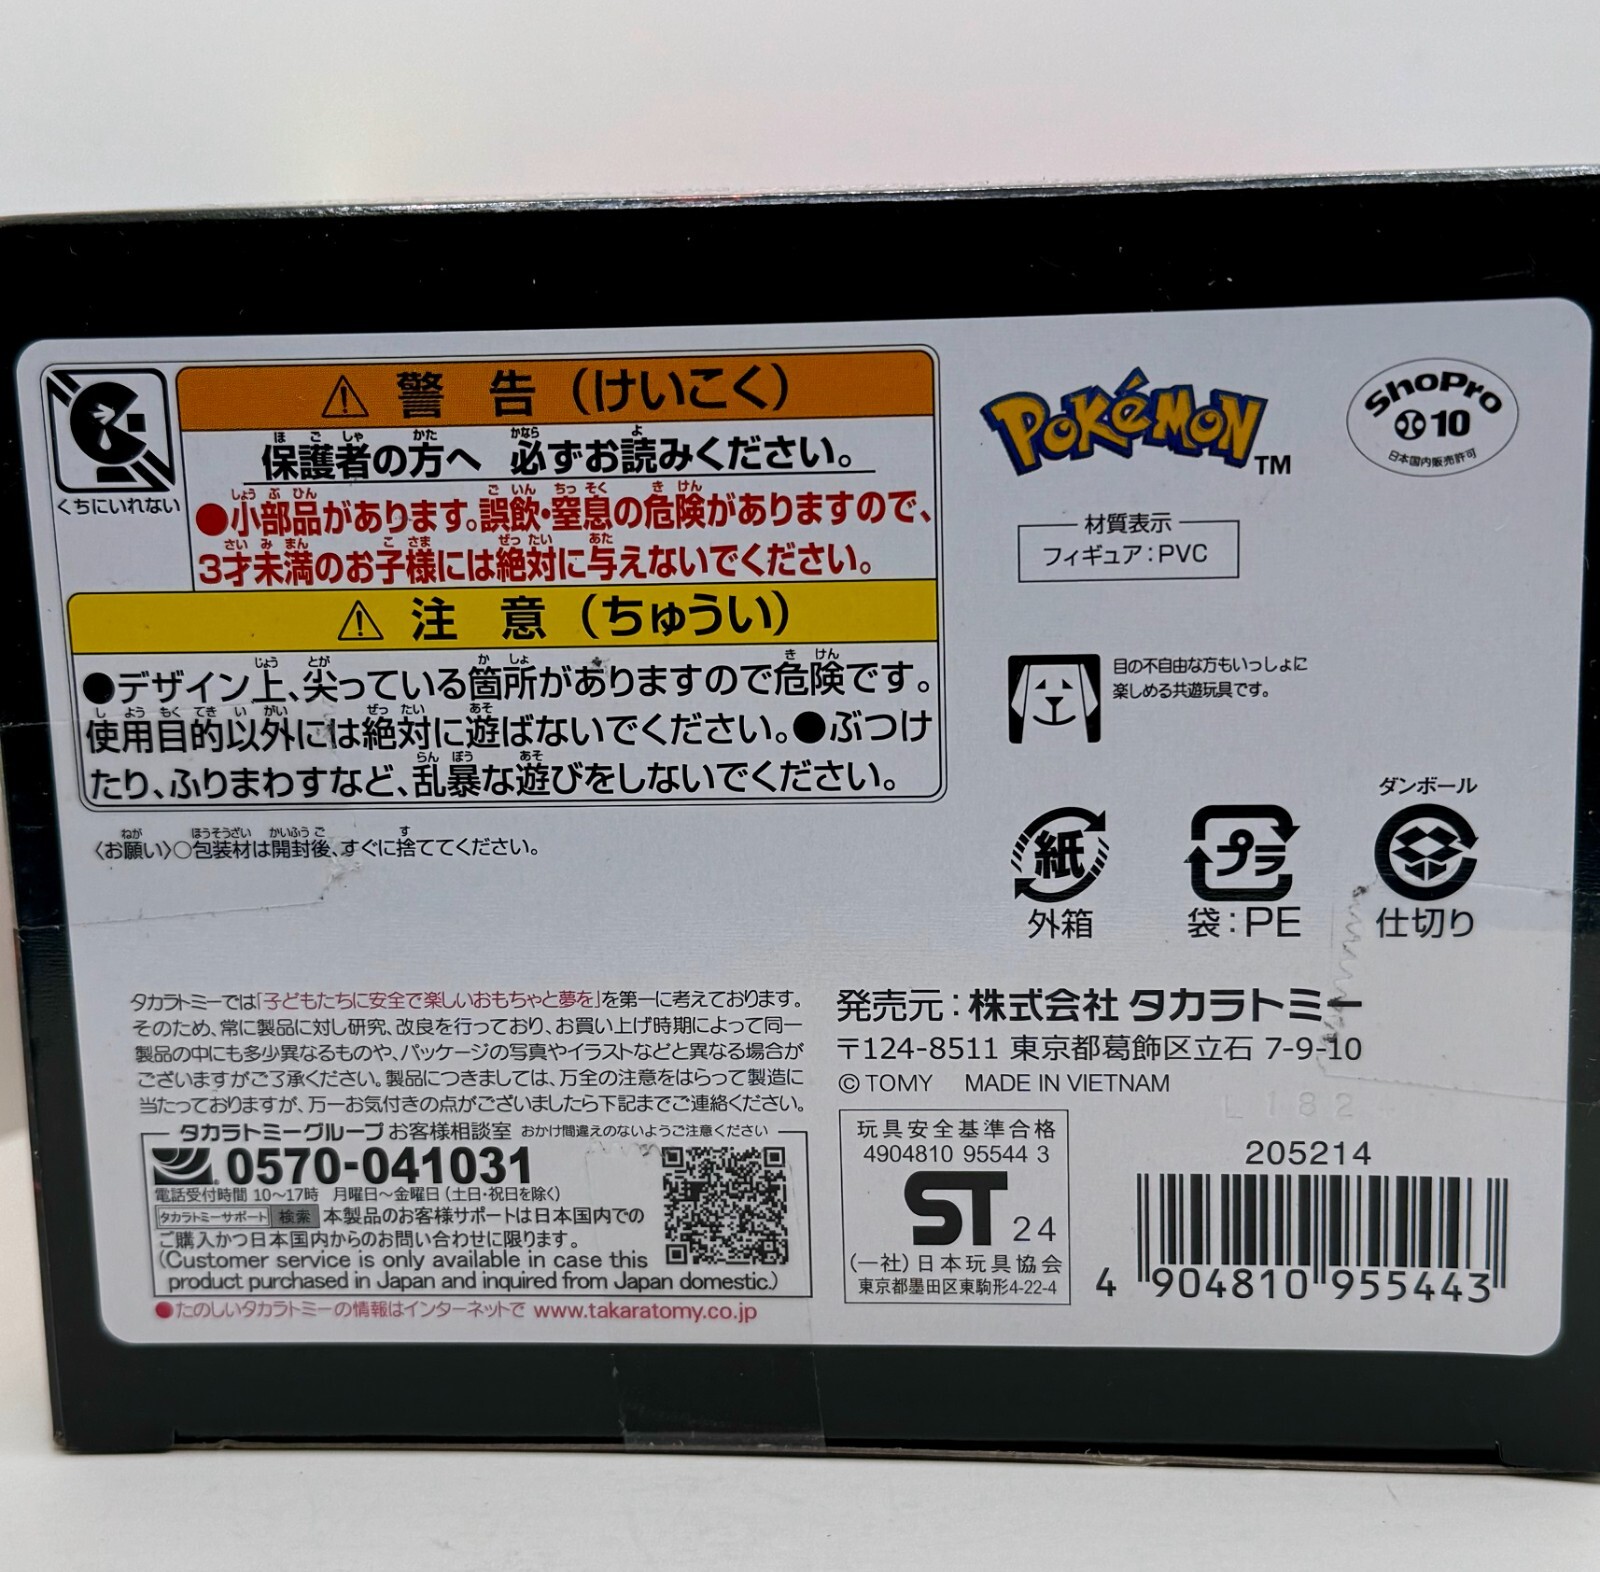 警告（けいこく）
保護者の方へ 必ずお読みください。
くちにいれない
●小部品があります。誤飲・窒息の危険がありますので、
3才未満のお子様には絶対に与えないでください。
注意（ちゅうい）
●デザイン上、尖っている箇所がありますので危険です。
使用目的以外には絶対に遊ばないでください。●ぶつけ
たり、ふりまわすなど、乱暴な遊びをしないでください。
〈お願い〉○包装材は開封後、すぐに捨ててください。
POKéMON TM
ShoPro
10
日本国内販売許可
材質表示
フィギュア：PVC
目の不自由な方もいっしょに
楽しめる共遊玩具です。
紙
外箱
プラ
袋：PE
ダンボール
仕切り
タカラトミーでは「子どもたちに安全で楽しいおもちゃと夢を」を第一に考えております。
そのため、常に製品に対し研究、改良を行っており、お買い上げ時期によって同一
製品の中にも多少異なるものや、パッケージの写真やイラストなどと異なる場合が
ございますがご了承ください。製品につきましては、万全の注意をはらって製造に
当たっておりますが、万一お気付きの点がございましたら下記までご連絡ください。
タカラトミーグループ お客様相談室 おかけ間違えのないようご注意ください
0570-041031
電話受付時間 10～17時 月曜日～金曜日（土日・祝日を除く）
タカラトミーサポート 検索 本製品のお客様サポートは日本国内での
ご購入かつ日本国内からのお問い合わせに限ります。
(Customer service is only available in case this
product purchased in Japan and inquired from Japan domestic.)
●たのしいタカラトミーの情報はインターネットで www.takaratomy.co.jp
発売元：株式会社 タカラトミー
〒124-8511 東京都葛飾区立石 7-9-10
© TOMY MADE IN VIETNAM
L182
玩具安全基準合格
4904810 95544 3
ST 24
(一社)日本玩具協会
東京都墨田区東駒形4-22-4
205214
4 904810 955443